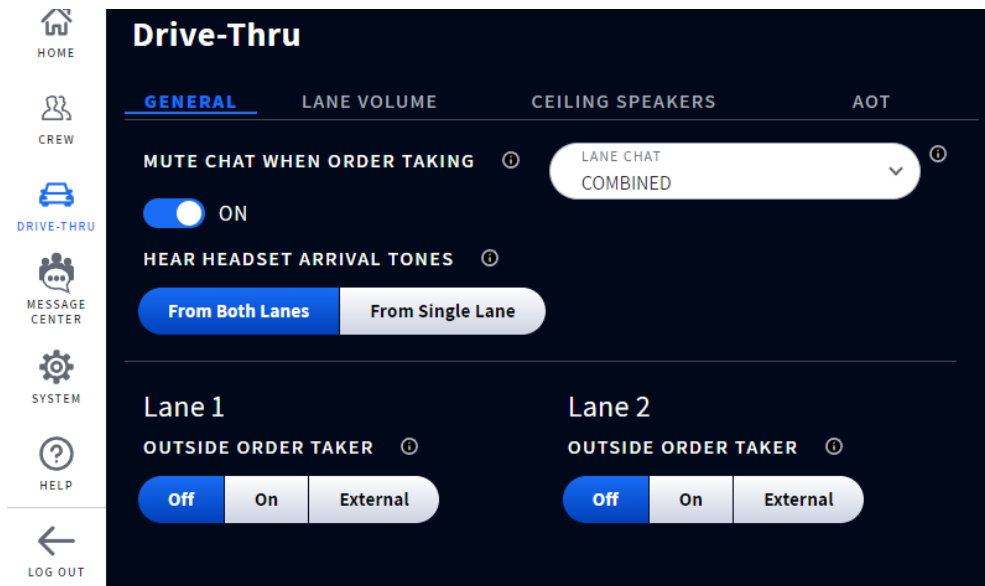 HOME
CREW
DRIVE-THRU
MESSAGE
CENTER
SYSTEM
HELP
LOG OUT
Drive-Thru
GENERAL LANE VOLUME CEILING SPEAKERS AOT
MUTE CHAT WHEN ORDER TAKING
ON
LANE CHAT
COMBINED
HEAR HEADSET ARRIVAL TONES
From Both Lanes From Single Lane
Lane 1
OUTSIDE ORDER TAKER
Off On External
Lane 2
OUTSIDE ORDER TAKER
Off On External